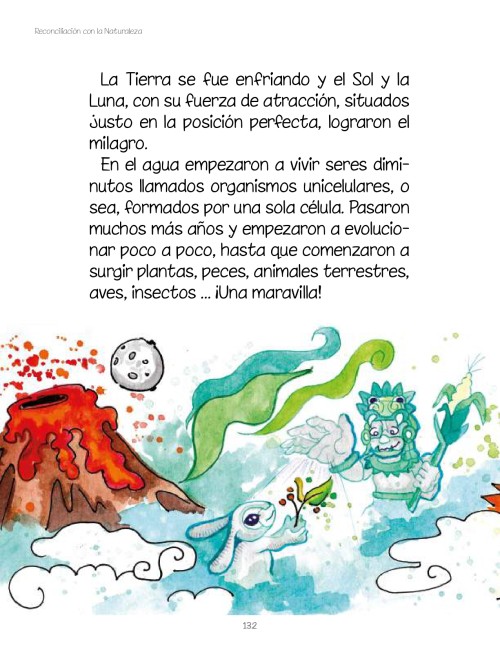 Reconciliación con la Naturaleza
La Tierra se fue enfriando y el Sol y la
Luna, con su fuerza de atracción, situados
justo en la posición perfecta, lograron el
milagro.
En el agua empezaron a vivir seres dimi-
nutos llamados organismos unicelulares, o
sea, formados por una sola célula. Pasaron
muchos más años y empezaron a evolucio-
nar poco a poco, hasta que comenzaron a
surgir plantas, peces, animales terrestres,
aves, insectos ... ¡Una maravilla!
132